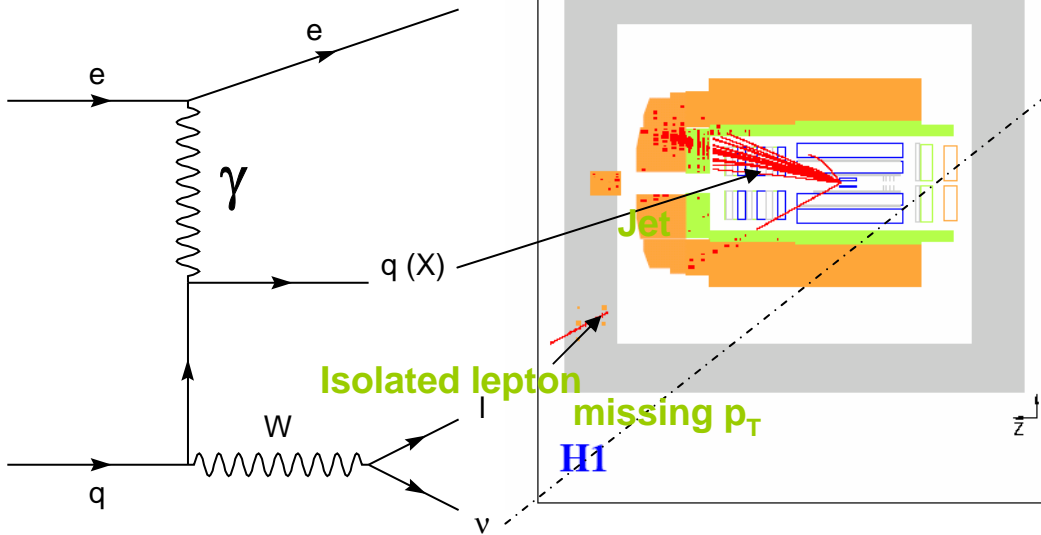 e
e
γ
Jet
q (X)
Isolated lepton
l
missing p_T
W
z
H1
q
ν